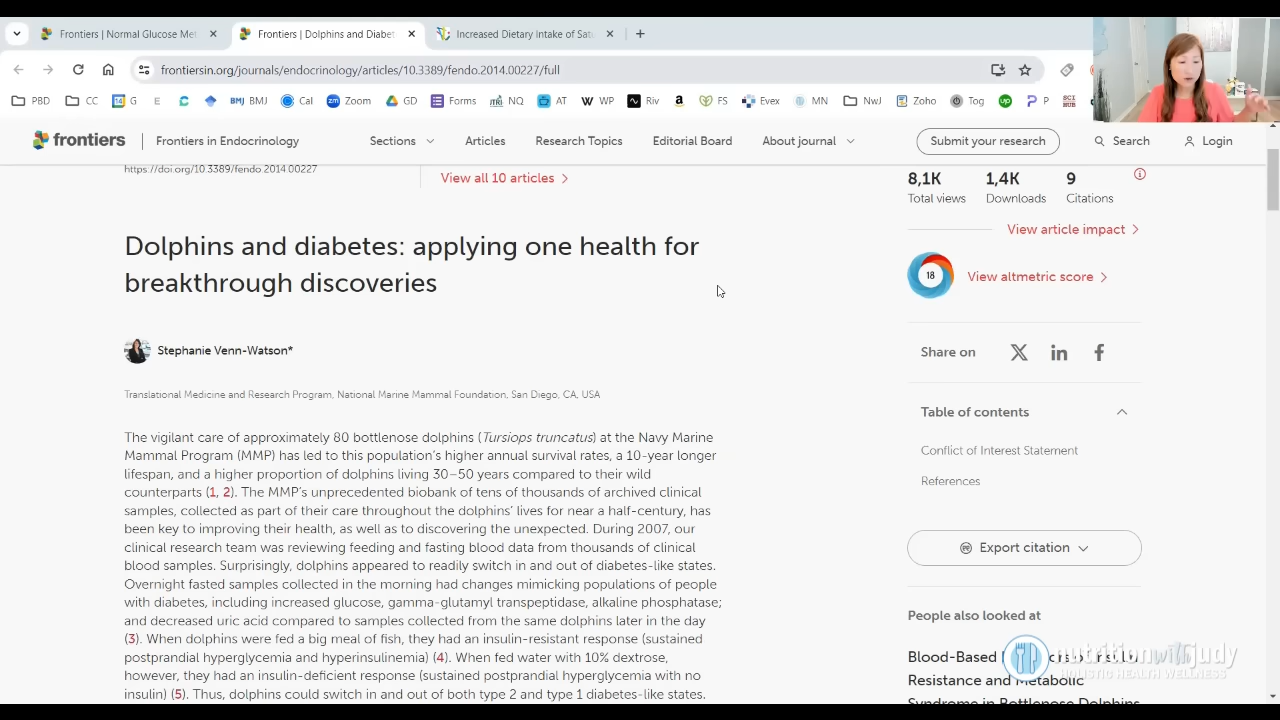 Frontiers | Normal Glucose Me
Frontiers | Dolphins and Diabet
Increased Dietary Intake of Sat
frontiersin.org/journals/endocrinology/articles/10.3389/fendo.2014.00227/full
PBD CC G E BMJ BMJ Cal Zoom GD Forms NQ AT WP Riv FS Evex MN NwJ Zoho Tog P
frontiers
Frontiers in Endocrinology
Sections
Articles
Research Topics
Editorial Board
About journal
Submit your research
Search
Login
https://doi.org/10.3389/fendo.2014.00227
View all 10 articles
8,1K 1,4K 9
Total views Downloads Citations
View article impact
18
View altmetric score
Dolphins and diabetes: applying one health for
breakthrough discoveries
Stephanie Venn-Watson*
Translational Medicine and Research Program, National Marine Mammal Foundation, San Diego, CA, USA
The vigilant care of approximately 80 bottlenose dolphins (Tursiops truncatus) at the Navy Marine
Mammal Program (MMP) has led to this population's higher annual survival rates, a 10-year longer
lifespan, and a higher proportion of dolphins living 30–50 years compared to their wild
counterparts (1, 2). The MMP's unprecedented biobank of tens of thousands of archived clinical
samples, collected as part of their care throughout the dolphins' lives for near a half-century, has
been key to improving their health, as well as to discovering the unexpected. During 2007, our
clinical research team was reviewing feeding and fasting blood data from thousands of clinical
blood samples. Surprisingly, dolphins appeared to readily switch in and out of diabetes-like states.
Overnight fasted samples collected in the morning had changes mimicking populations of people
with diabetes, including increased glucose, gamma-glutamyl transpeptidase, alkaline phosphatase;
and decreased uric acid compared to samples collected from the same dolphins later in the day
(3). When dolphins were fed a big meal of fish, they had an insulin-resistant response (sustained
postprandial hyperglycemia and hyperinsulinemia) (4). When fed water with 10% dextrose,
however, they had an insulin-deficient response (sustained postprandial hyperglycemia with no
insulin) (5). Thus, dolphins could switch in and out of both type 2 and type 1 diabetes-like states.
Share on
Table of contents
Conflict of Interest Statement
References
Export citation
People also looked at
Blood-Based
Resistance and Metabolic
Syndrome in Bottlenose Dolphins
nutritionwithjudy
HOLISTIC HEALTH WELLNESS